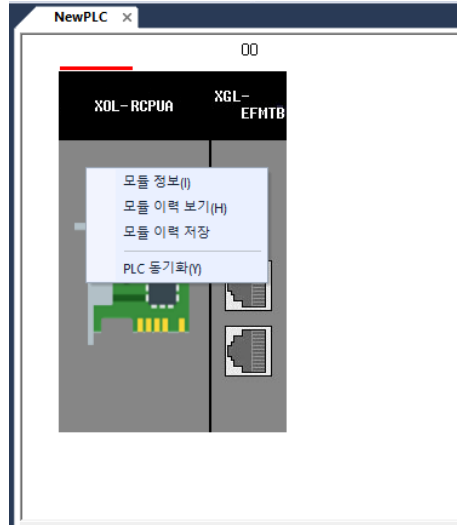 NewPLC ×
00
XOL-RCPUA
XGL-
EFMTB
모듈 정보(I)
모듈 이력 보기(H)
모듈 이력 저장
PLC 동기화(Y)